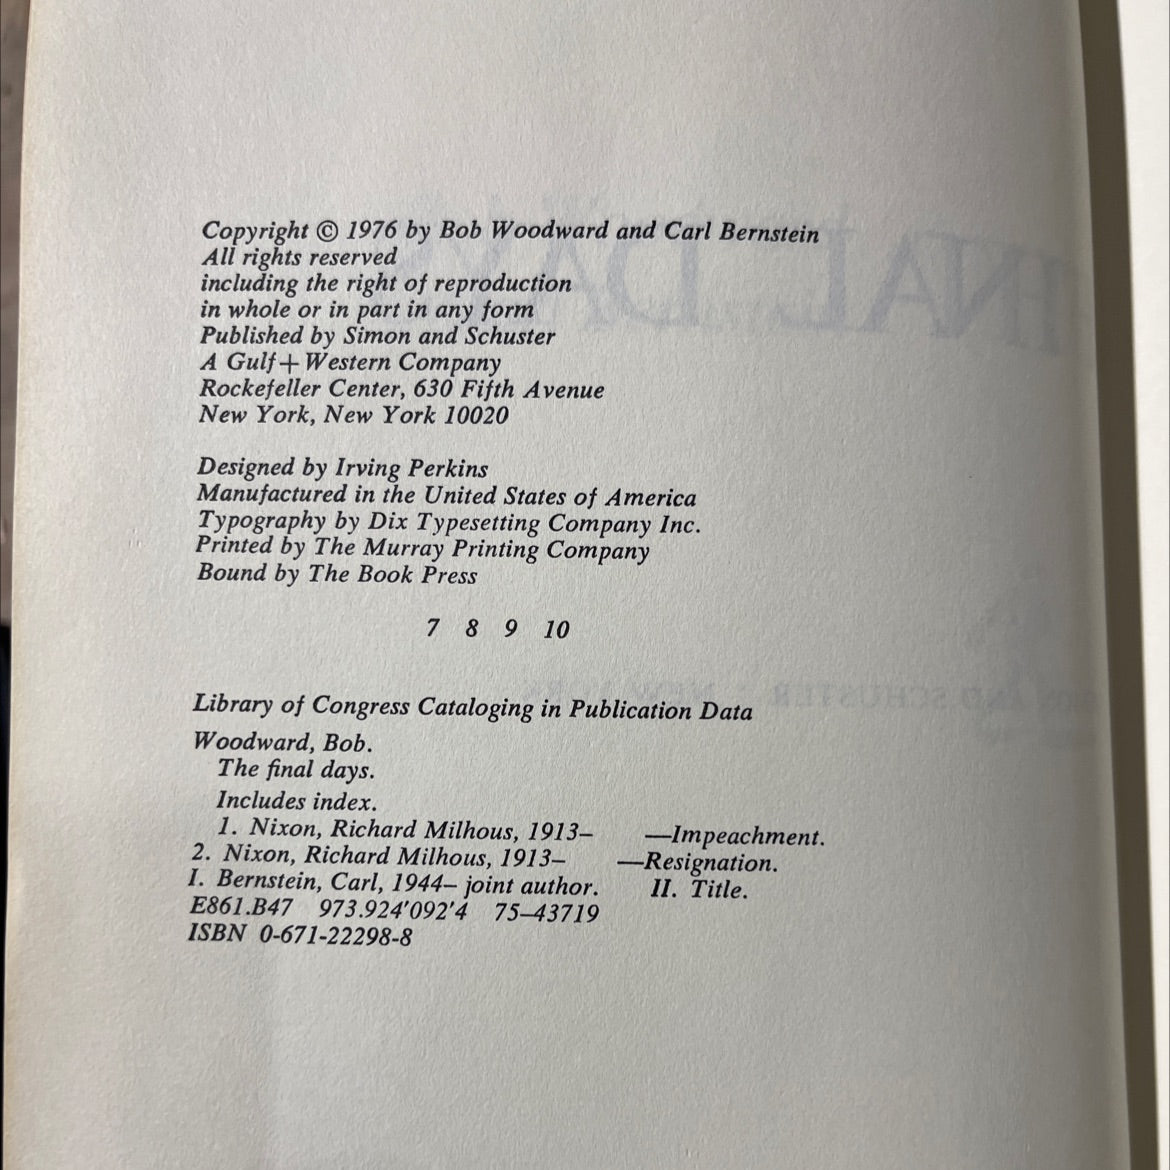 Copyright © 1976 by Bob Woodward and Carl Bernstein
All rights reserved
including the right of reproduction
in whole or in part in any form
Published by Simon and Schuster
A Gulf+Western Company
Rockefeller Center, 630 Fifth Avenue
New York, New York 10020
Designed by Irving Perkins
Manufactured in the United States of America
Typography by Dix Typesetting Company Inc.
Printed by The Murray Printing Company
Bound by The Book Press
7 8 9 10
Library of Congress Cataloging in Publication Data
Woodward, Bob.
The final days.
Includes index.
1. Nixon, Richard Milhous, 1913– —Impeachment.
2. Nixon, Richard Milhous, 1913– —Resignation.
I. Bernstein, Carl, 1944– joint author. II. Title.
E861.B47 973.924'092'4 75–43719
ISBN 0-671-22298-8